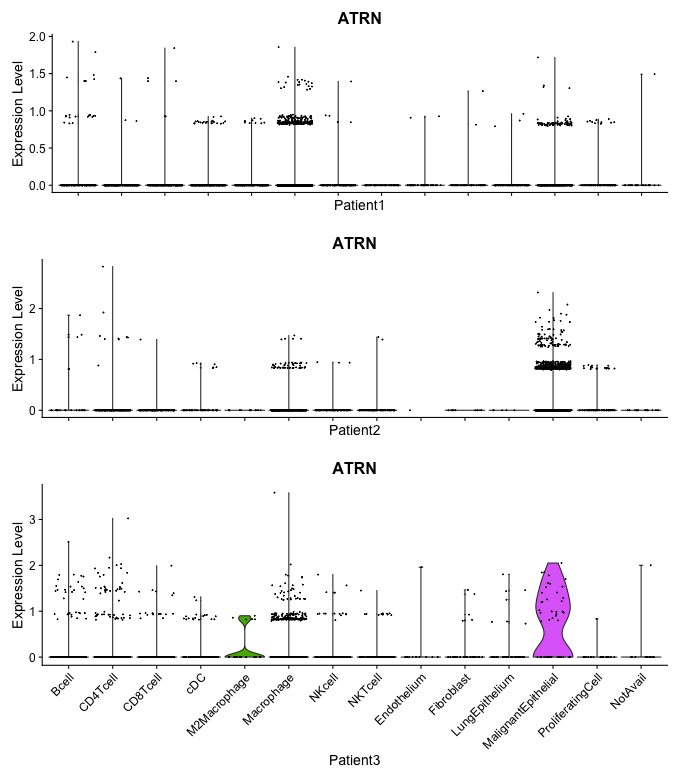 ATRN
Expression Level
2.0
1.5
1.0
0.5
0.0
Patient1
ATRN
Expression Level
2
1
0
Patient2
ATRN
Expression Level
3
2
1
0
Bcell
CD4Tcell
CD8Tcell
cDC
M2Macrophage
Macrophage
NKcell
NKTcell
Endothelium
Fibroblast
LungEpithelium
MalignantEpithelial
ProliferatingCell
NotAvail
Patient3